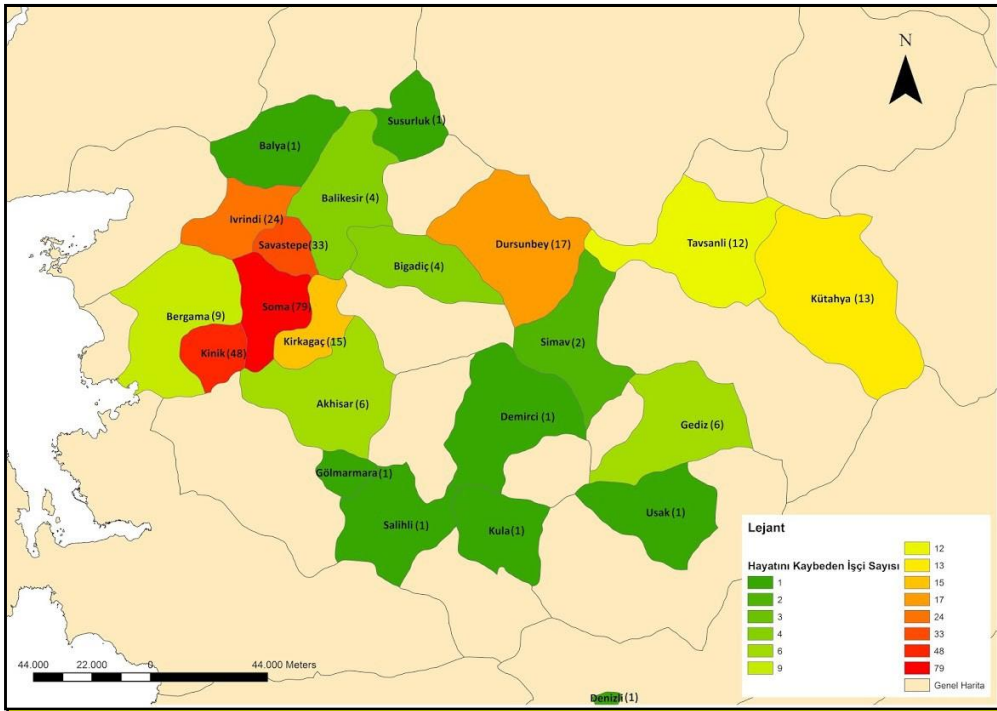 N
Susurluk (1)
Balya (1)
Balikesir (4)
Ivrindi (24)
Savastepe(33)
Dursunbey (17)
Tavsanli (12)
Bigadiç (4)
Kütahya (13)
Soma (79)
Bergama (9)
Kirkagaç (15)
Simav (2)
Kinik (48)
Akhisar (6)
Demirci (1)
Gediz (6)
Gölmarmara (1)
Salihli (1)
Kula (1)
Usak (1)
Denizli (1)
44.000 22.000 0 44.000 Meters
Lejant
Hayatını Kaybeden İşçi Sayısı
1
2
3
4
6
9
12
13
15
17
24
33
48
79
Genel Harita